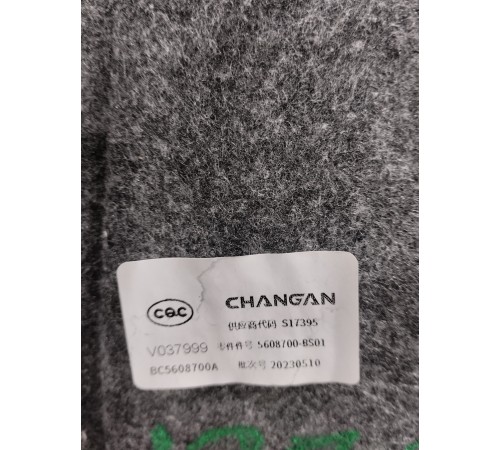 CQC
CHANGAN
供应商代码 S17395
V037999
零件件号 5608700-BS01
BC5608700A
批次号 20230510